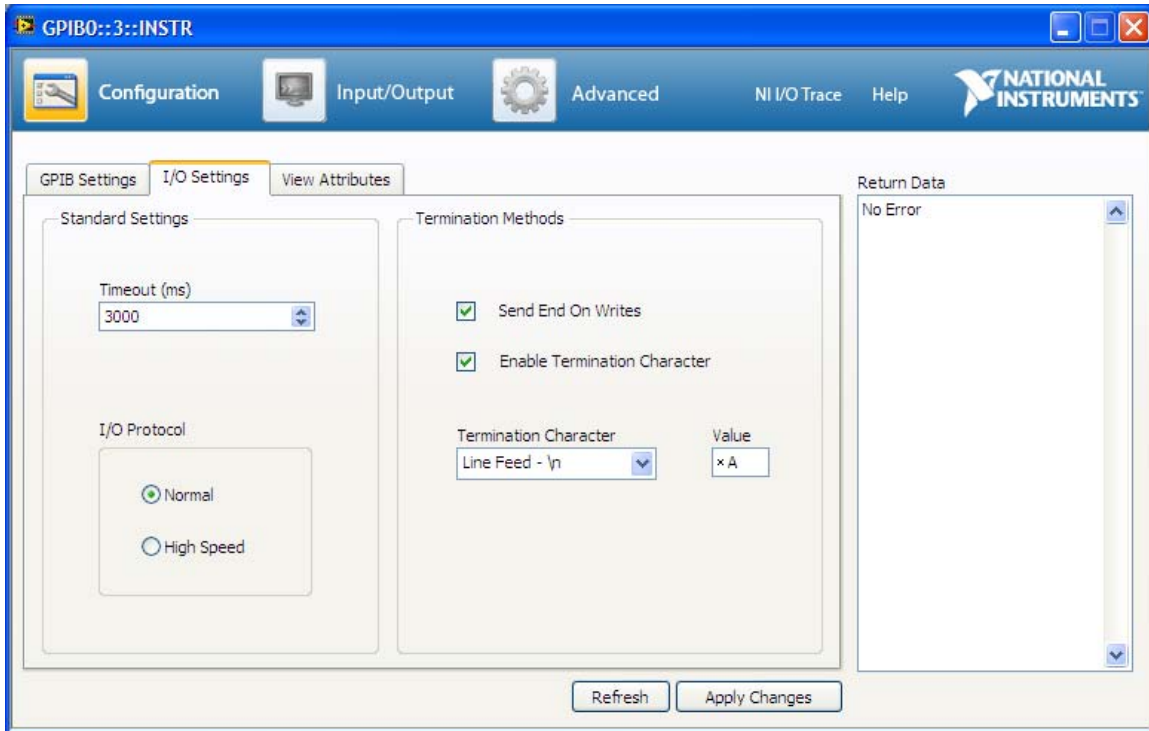 GPIB0::3::INSTR
Configuration
Input/Output
Advanced
NI I/O Trace
Help
NATIONAL
INSTRUMENTS
GPIB Settings
I/O Settings
View Attributes
Standard Settings
Timeout (ms)
3000
I/O Protocol
Normal
High Speed
Termination Methods
Send End On Writes
Enable Termination Character
Termination Character
Line Feed - \n
Value
×A
Return Data
No Error
Refresh
Apply Changes